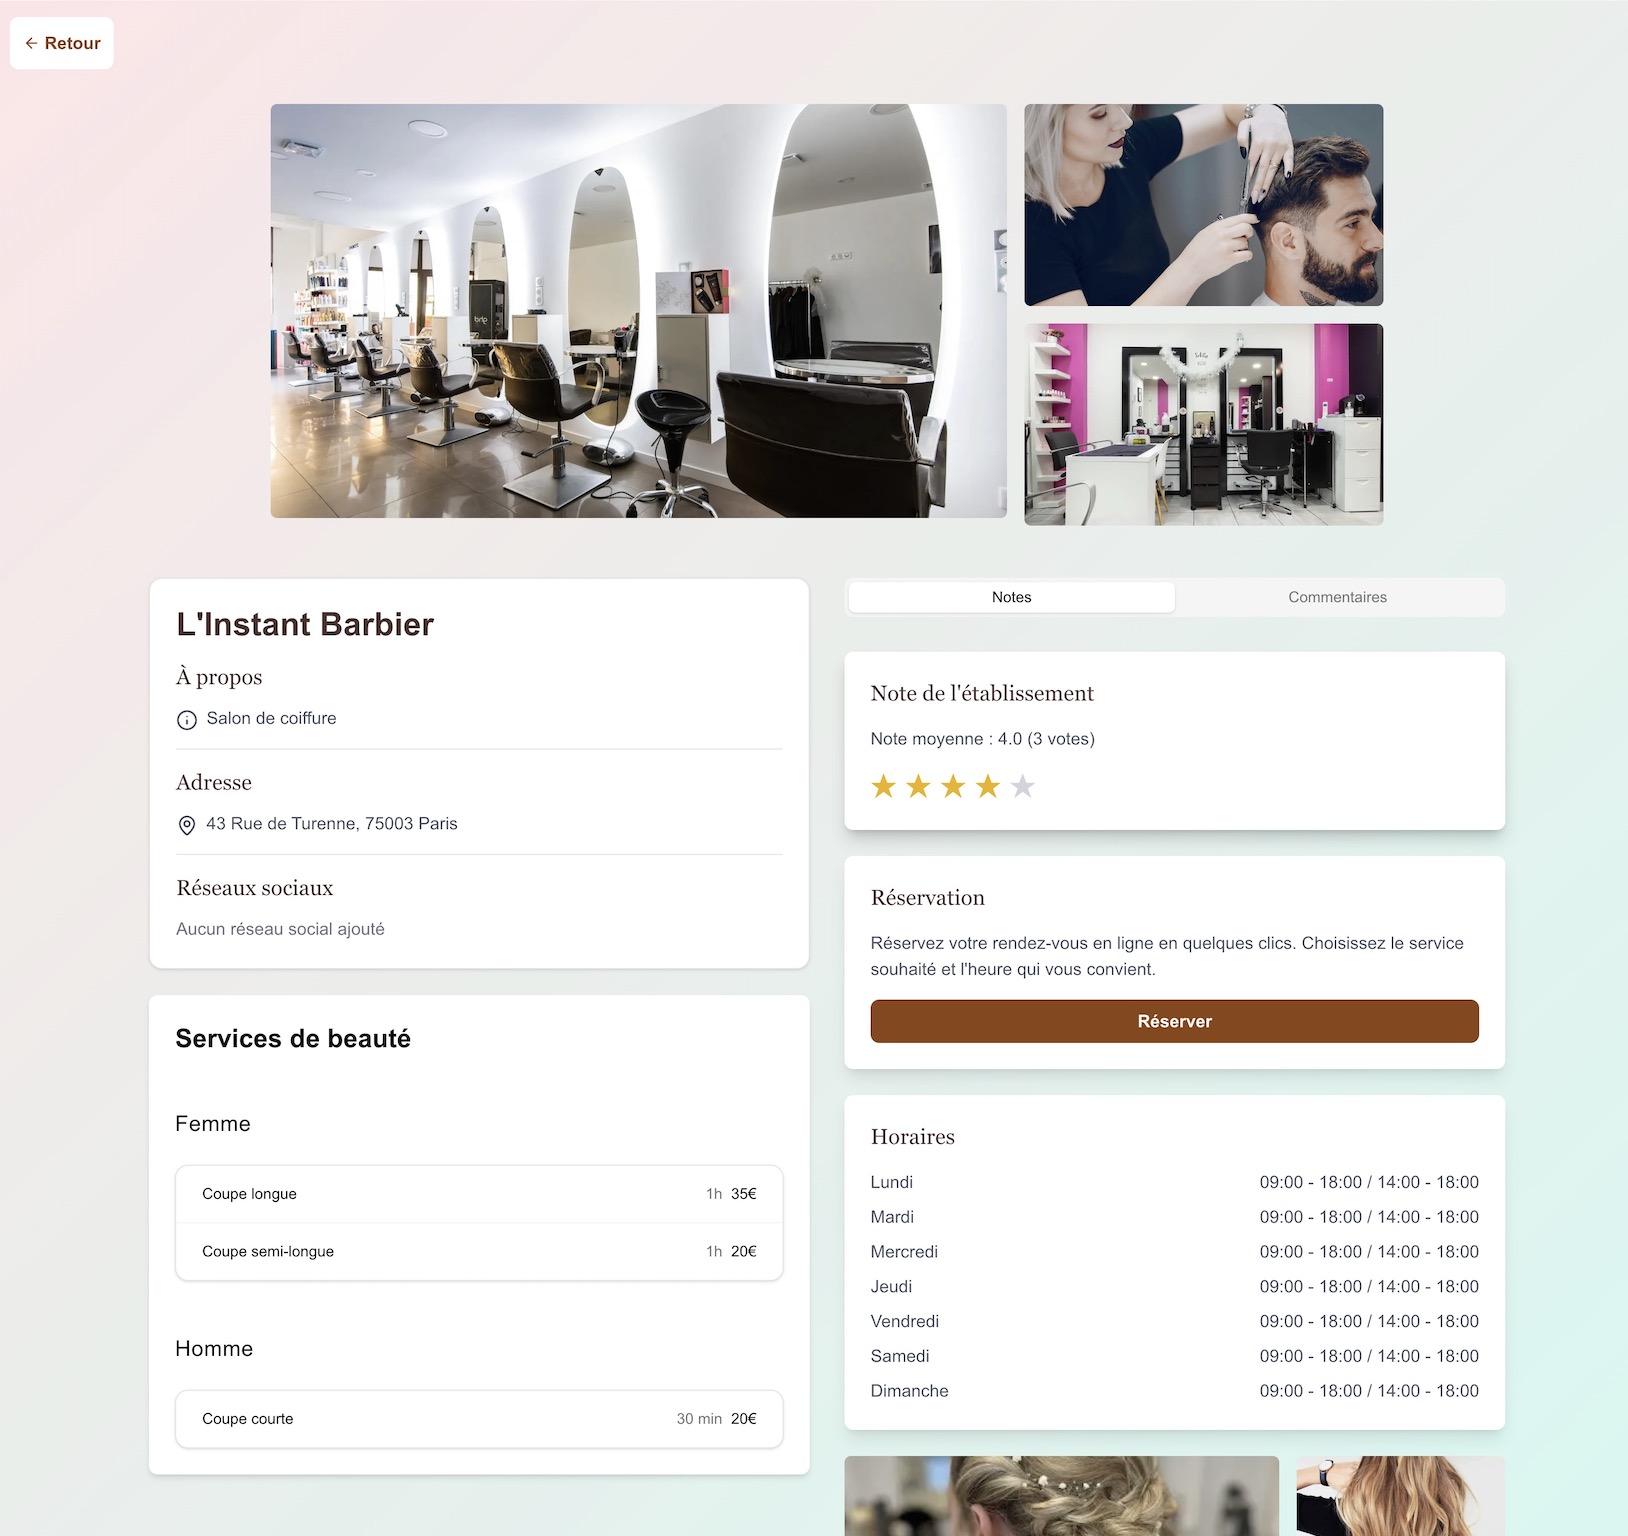 ← Retour
L'Instant Barbier
À propos
Salon de coiffure
Adresse
43 Rue de Turenne, 75003 Paris
Réseaux sociaux
Aucun réseau social ajouté
Services de beauté
Femme
Coupe longue 1h 35€
Coupe semi-longue 1h 20€
Homme
Coupe courte 30 min 20€
Notes Commentaires
Note de l'établissement
Note moyenne : 4.0 (3 votes)
Réservation
Réservez votre rendez-vous en ligne en quelques clics. Choisissez le service
souhaité et l'heure qui vous convient.
Réserver
Horaires
Lundi 09:00 - 18:00 / 14:00 - 18:00
Mardi 09:00 - 18:00 / 14:00 - 18:00
Mercredi 09:00 - 18:00 / 14:00 - 18:00
Jeudi 09:00 - 18:00 / 14:00 - 18:00
Vendredi 09:00 - 18:00 / 14:00 - 18:00
Samedi 09:00 - 18:00 / 14:00 - 18:00
Dimanche 09:00 - 18:00 / 14:00 - 18:00